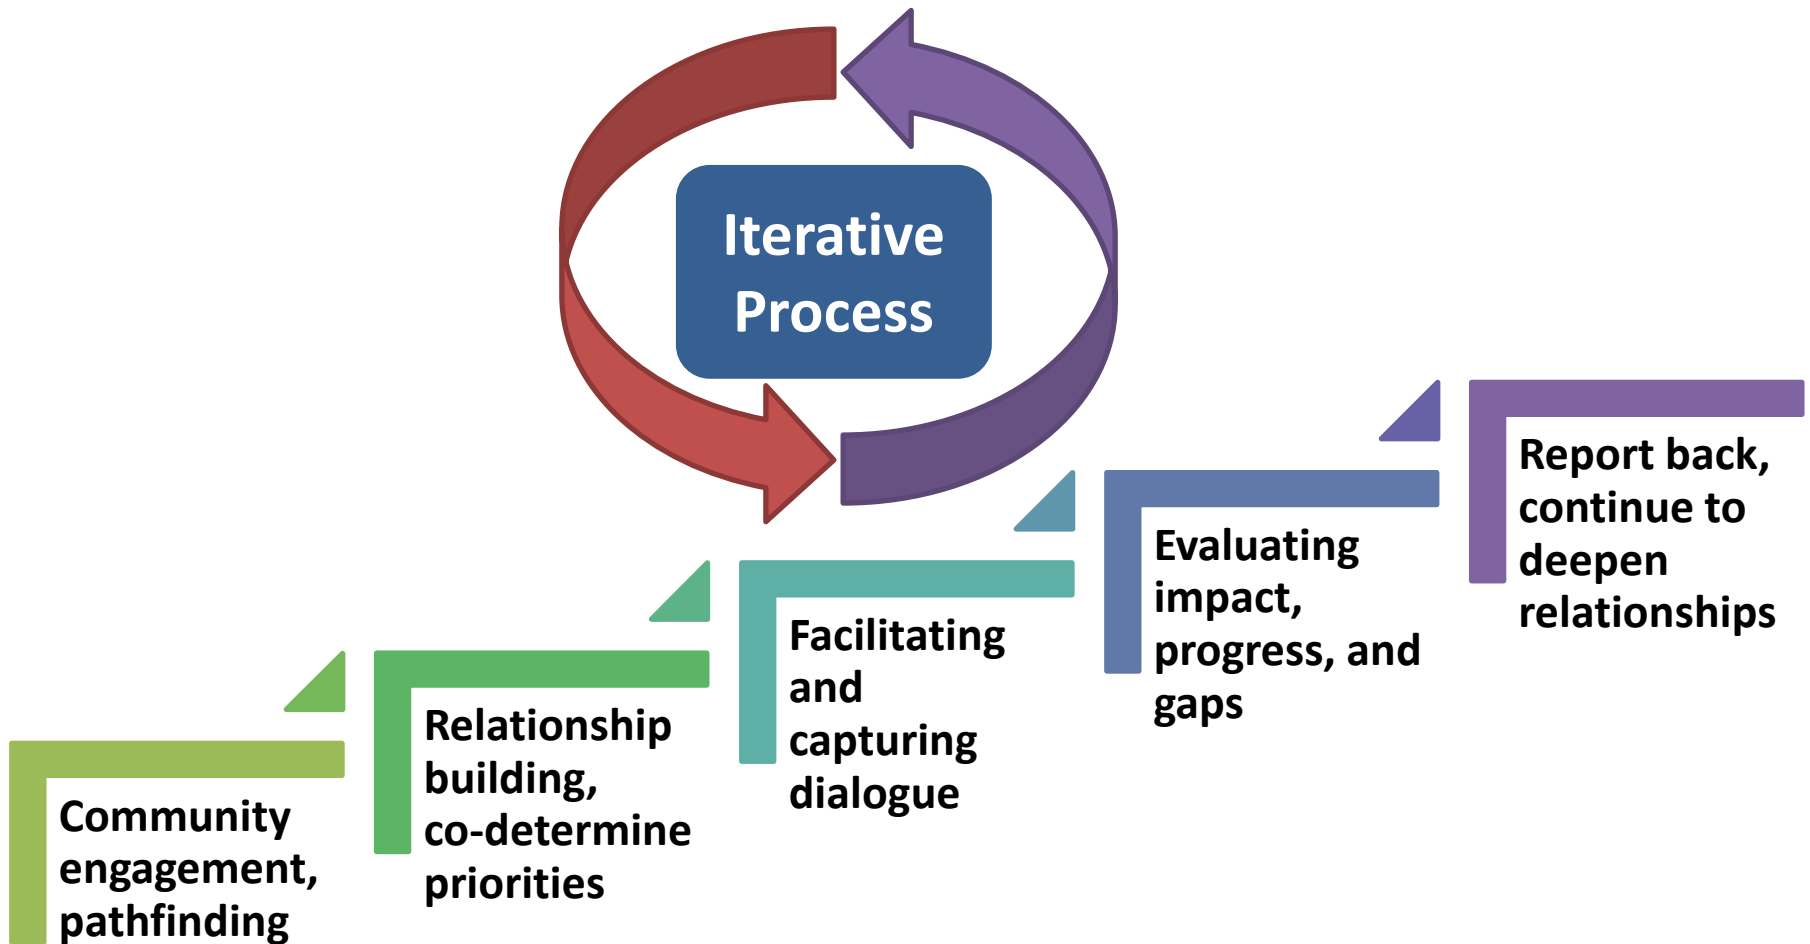 Iterative
Process
Community
engagement,
pathfinding
Relationship
building,
co-determine
priorities
Facilitating
and
capturing
dialogue
Evaluating
impact,
progress, and
gaps
Report back,
continue to
deepen
relationships